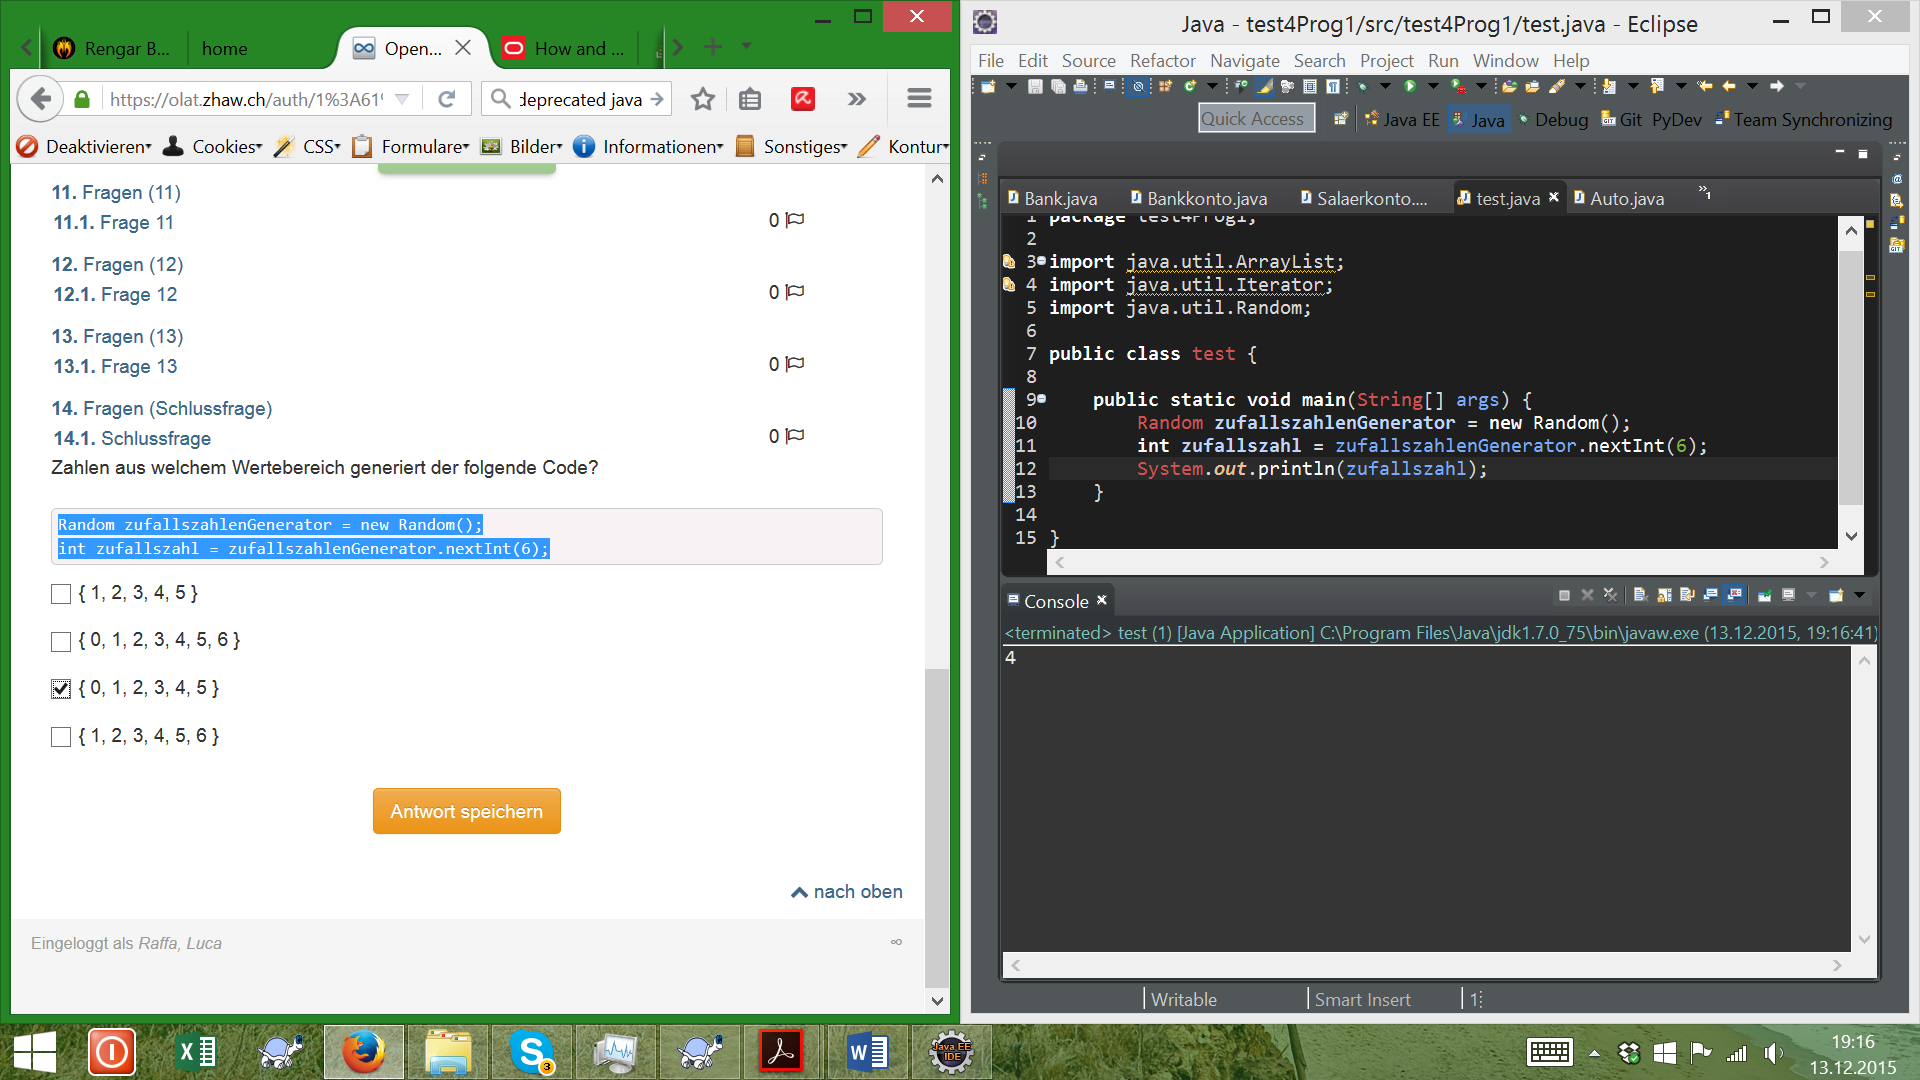 Rengar B...
home
Open...
How and ...
https://olat.zhaw.ch/auth/1%3A61
deprecated java
Deaktivieren
Cookies
CSS
Formulare
Bilder
Informationen
Sonstiges
Kontur
11. Fragen (11)
11.1. Frage 11
0
12. Fragen (12)
12.1. Frage 12
0
13. Fragen (13)
13.1. Frage 13
0
14. Fragen (Schlussfrage)
14.1. Schlussfrage
0
Zahlen aus welchem Wertebereich generiert der folgende Code?
Random zufallszahlenGenerator = new Random();
int zufallszahl = zufallszahlenGenerator.nextInt(6);
{ 1, 2, 3, 4, 5 }
{ 0, 1, 2, 3, 4, 5, 6 }
{ 0, 1, 2, 3, 4, 5 }
{ 1, 2, 3, 4, 5, 6 }
Antwort speichern
nach oben
Eingeloggt als Raffa, Luca
∞
Java - test4Prog1/src/test4Prog1/test.java - Eclipse
File Edit Source Refactor Navigate Search Project Run Window Help
Quick Access
Java EE
Java
Debug
Git
PyDev
Team Synchronizing
Bank.java
Bankkonto.java
Salaerkonto....
test.java
Auto.java
»1
1 package test4Prog1;
2
3 import java.util.ArrayList;
4 import java.util.Iterator;
5 import java.util.Random;
6
7 public class test {
8
9 public static void main(String[] args) {
10 Random zufallszahlenGenerator = new Random();
11 int zufallszahl = zufallszahlenGenerator.nextInt(6);
12 System.out.println(zufallszahl);
13 }
14
15 }
Console
<terminated> test (1) [Java Application] C:\Program Files\Java\jdk1.7.0_75\bin\javaw.exe (13.12.2015, 19:16:41)
4
Writable
Smart Insert
1
3
Java EE
IDE
19:16
13.12.2015